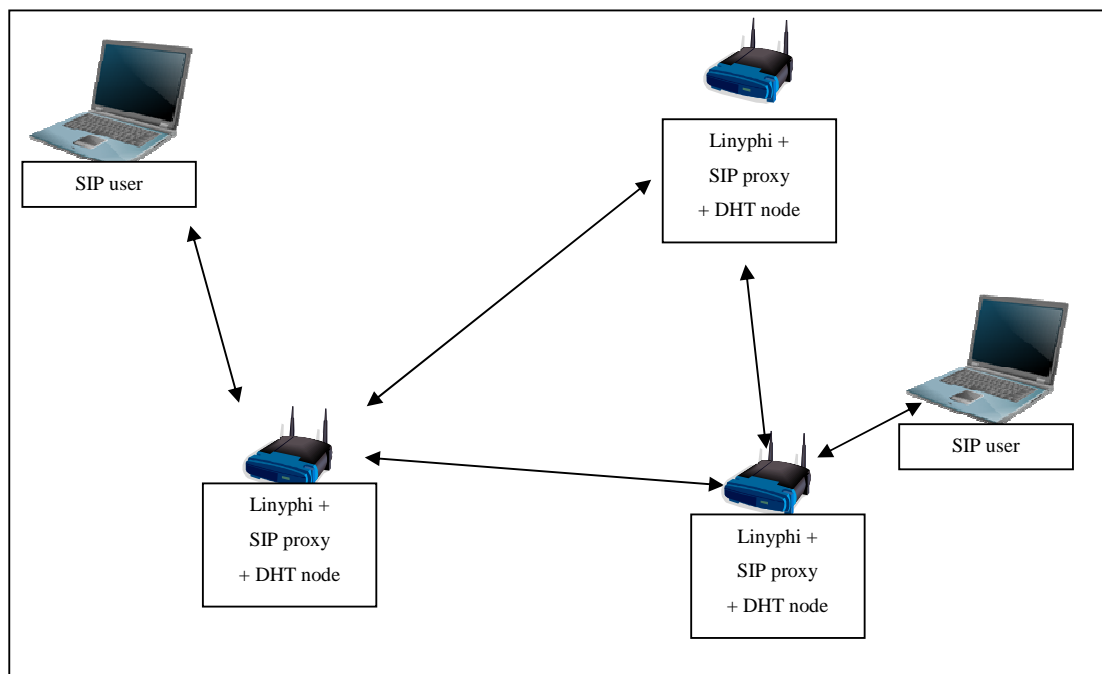 SIP user
Linyphi +
SIP proxy
+ DHT node
SIP user
Linyphi +
SIP proxy
+ DHT node
Linyphi +
SIP proxy
+ DHT node